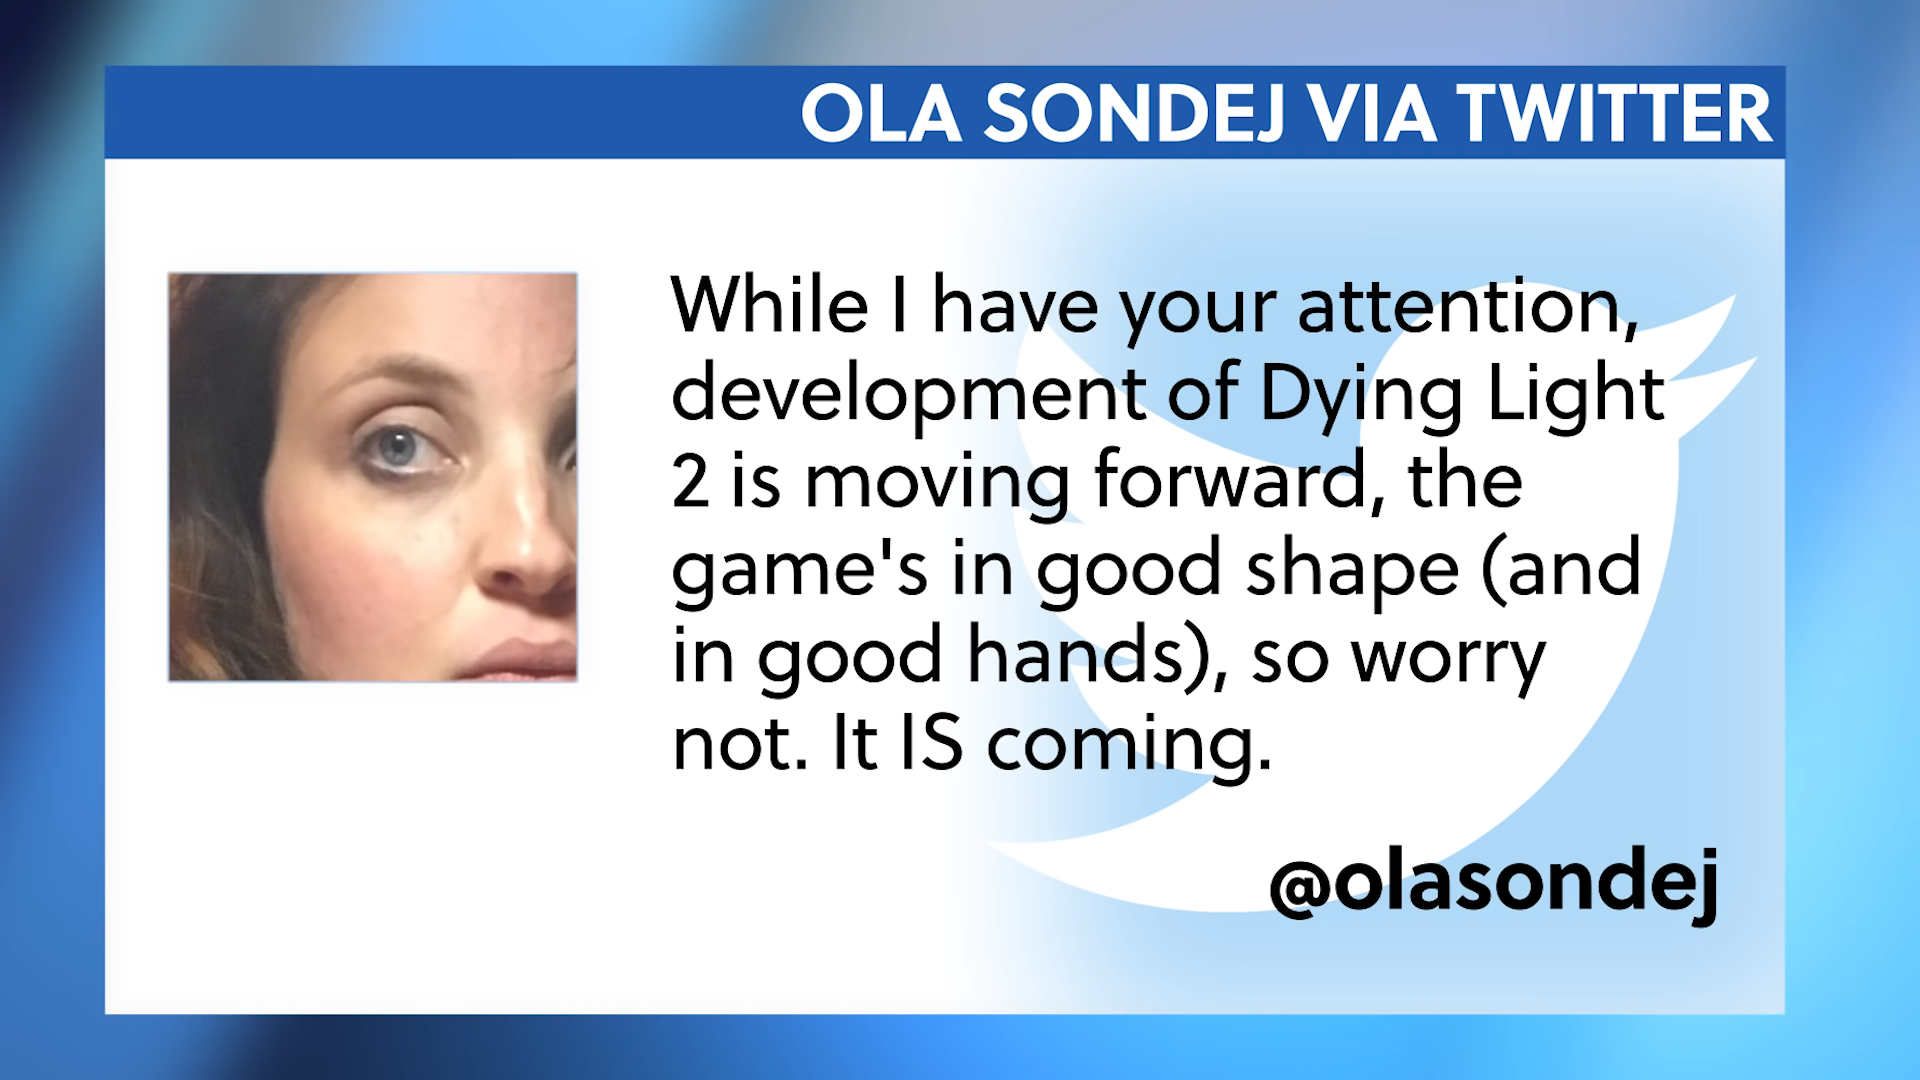 OLA SONDEJ VIA TWITTER
While I have your attention,
development of Dying Light
2 is moving forward, the
game's in good shape (and
in good hands), so worry
not. It IS coming.
@olasondej